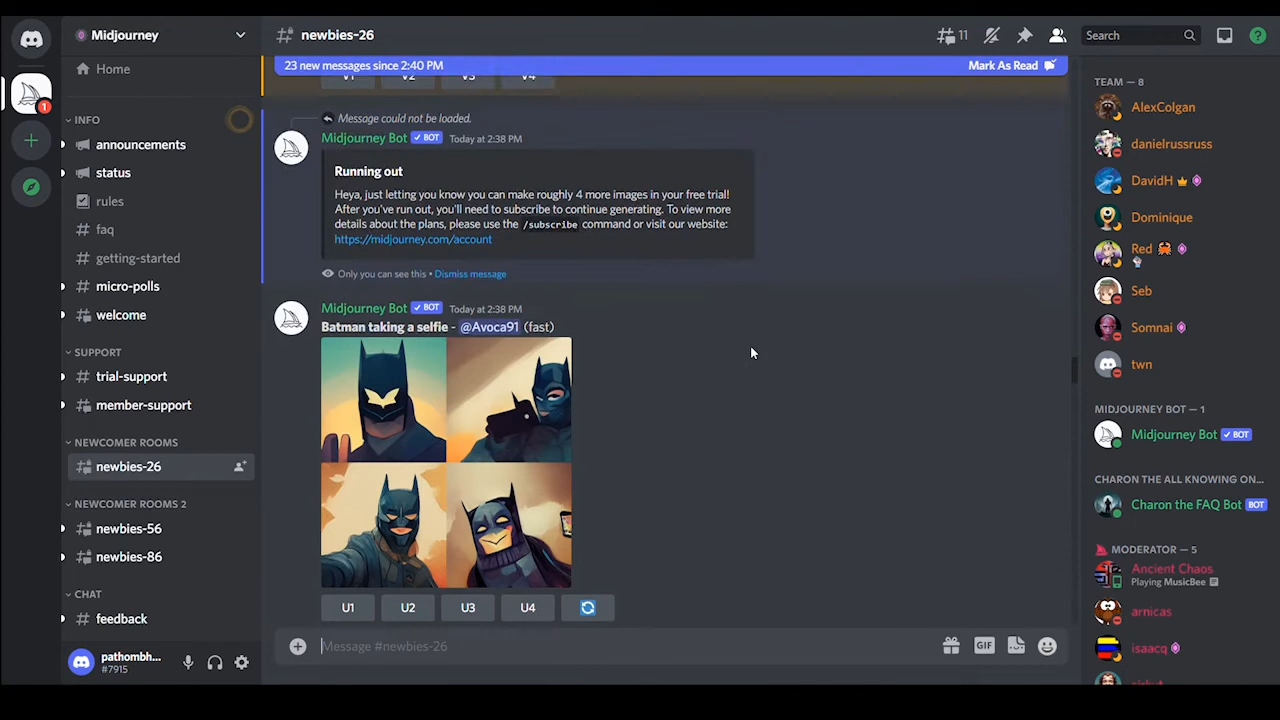 Midjourney
newbies-26
11
Search
Home
23 new messages since 2:40 PM
Mark As Read
V1 V2 V3 V4
INFO
announcements
status
rules
faq
getting-started
micro-polls
welcome
SUPPORT
trial-support
member-support
NEWCOMER ROOMS
newbies-26
NEWCOMER ROOMS 2
newbies-56
newbies-86
CHAT
feedback
pathombh...
#7915
1
Message could not be loaded.
Midjourney Bot BOT Today at 2:38 PM
Running out
Heya, just letting you know you can make roughly 4 more images in your free trial!
After you've run out, you'll need to subscribe to continue generating. To view more
details about the plans, please use the /subscribe command or visit our website:
https://midjourney.com/account
Only you can see this • Dismiss message
Midjourney Bot BOT Today at 2:38 PM
Batman taking a selfie - @Avoca91 (fast)
U1 U2 U3 U4
Message #newbies-26
GIF
TEAM — 8
AlexColgan
danielrussruss
DavidH
Dominique
Red
Seb
Somnai
twn
MIDJOURNEY BOT — 1
Midjourney Bot BOT
CHARON THE ALL KNOWING ON...
Charon the FAQ Bot BOT
MODERATOR — 5
Ancient Chaos
Playing MusicBee
arnicas
isaacq